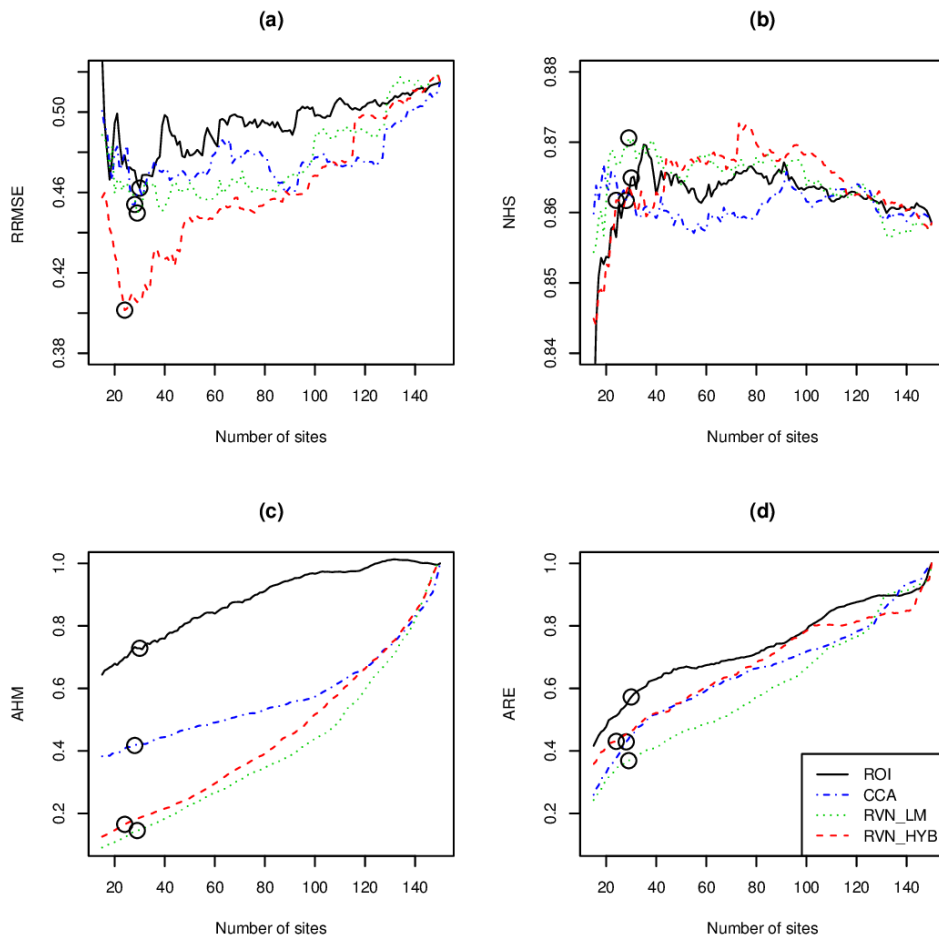 (a)
RRMSE
0.50
0.46
0.42
0.38
20 40 60 80 100 120 140
Number of sites
(b)
NHS
0.88
0.87
0.86
0.85
0.84
20 40 60 80 100 120 140
Number of sites
(c)
AHM
1.0
0.8
0.6
0.4
0.2
20 40 60 80 100 120 140
Number of sites
(d)
ARE
1.0
0.8
0.6
0.4
0.2
20 40 60 80 100 120 140
Number of sites
ROI
CCA
RVN_LM
RVN_HYB